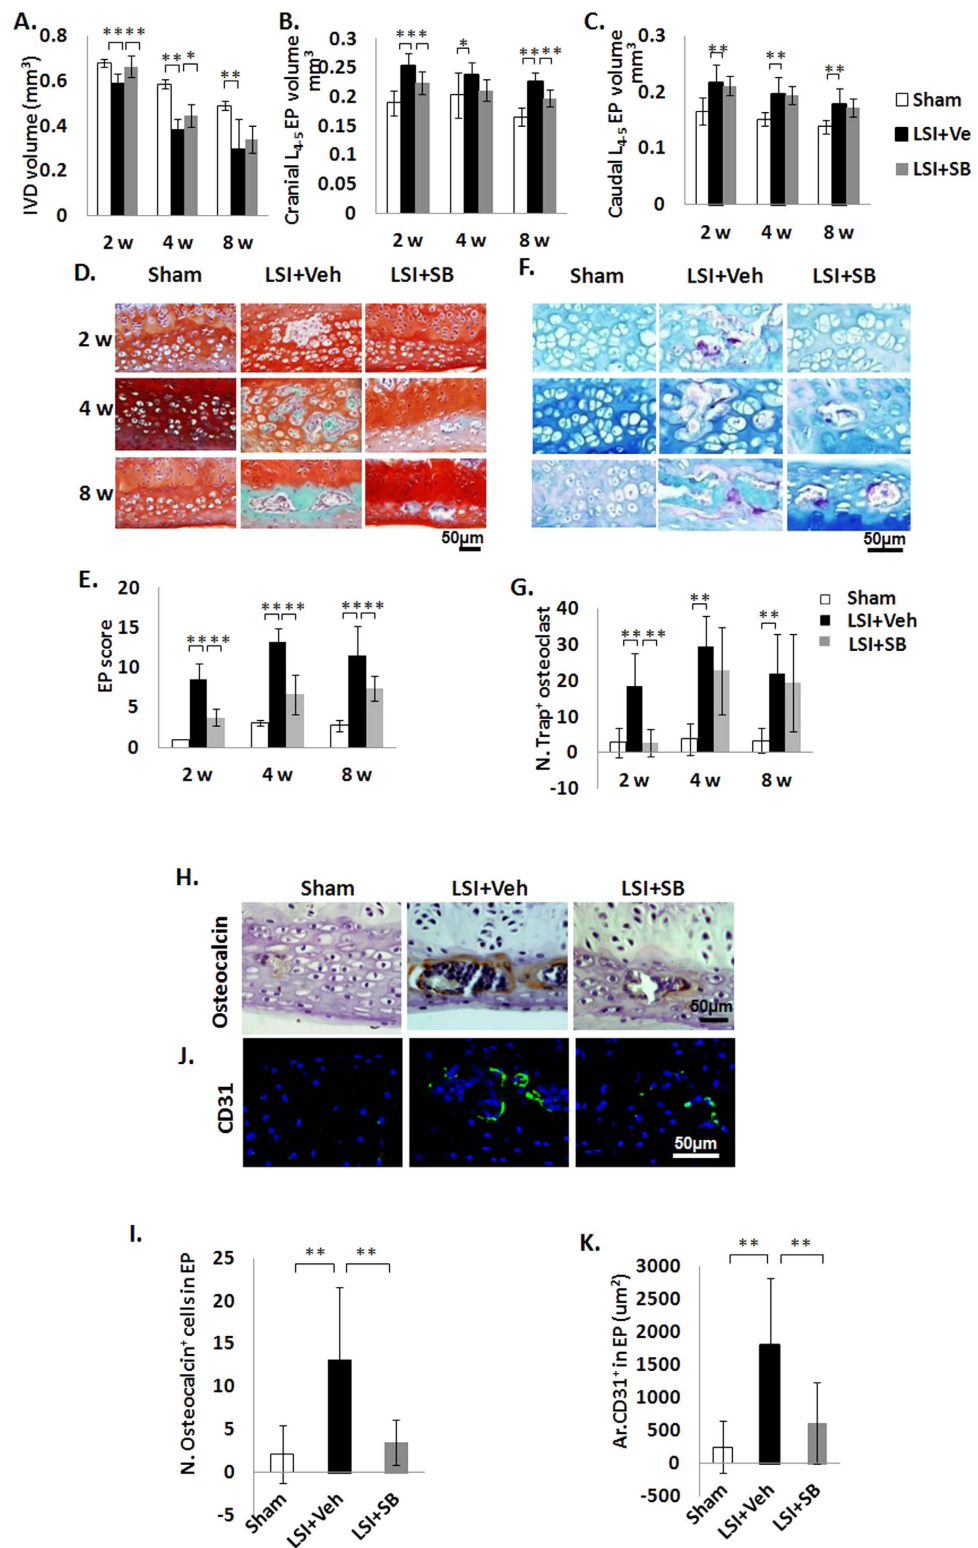 A.
IVD volume (mm³)
0.8
0.6
0.4
0.2
0
** **
** *
**
2 w 4 w 8 w
B.
Cranial L4-5 EP volume
mm³
0.3
0.25
0.2
0.15
0.1
0.05
0
** *
*
** **
2 w 4 w 8 w
C.
Caudal L4-5 EP volume
mm³
0.3
0.2
0.1
0
**
**
**
2 w 4 w 8 w
Sham
LSI+Ve
LSI+SB
D.
Sham LSI+Veh LSI+SB
2 w
4 w
8 w
50μm
F.
Sham LSI+Veh LSI+SB
50μm
E.
EP score
20
15
10
5
0
** **
** **
** **
2 w 4 w 8 w
G.
N. Trap⁺ osteoclast
40
30
20
10
0
-10
** **
**
**
2 w 4 w 8 w
Sham
LSI+Veh
LSI+SB
H.
Sham LSI+Veh LSI+SB
Osteocalcin
50μm
J.
CD31
50μm
I.
N. Osteocalcin⁺ cells in EP
25
20
15
10
5
0
-5
** **
Sham LSI+Veh LSI+SB
K.
Ar.CD31⁺ in EP (um²)
3000
2500
2000
1500
1000
500
0
-500
** **
Sham LSI+Veh LSI+SB